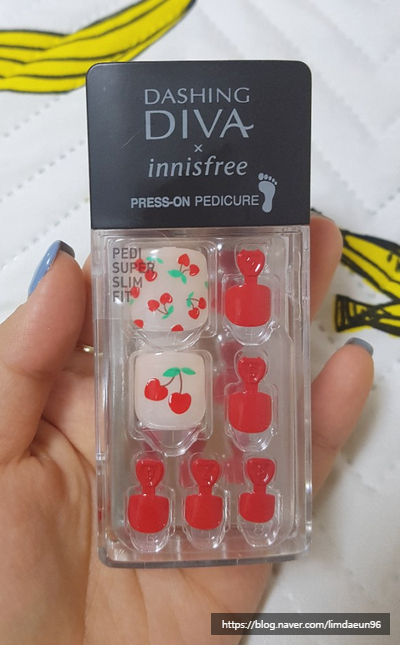 DASHING
DIVA
×
innisfree
PRESS-ON PEDICURE
PEDI
SUPER
SLIM
FIT
https://blog.naver.com/limdaeun96